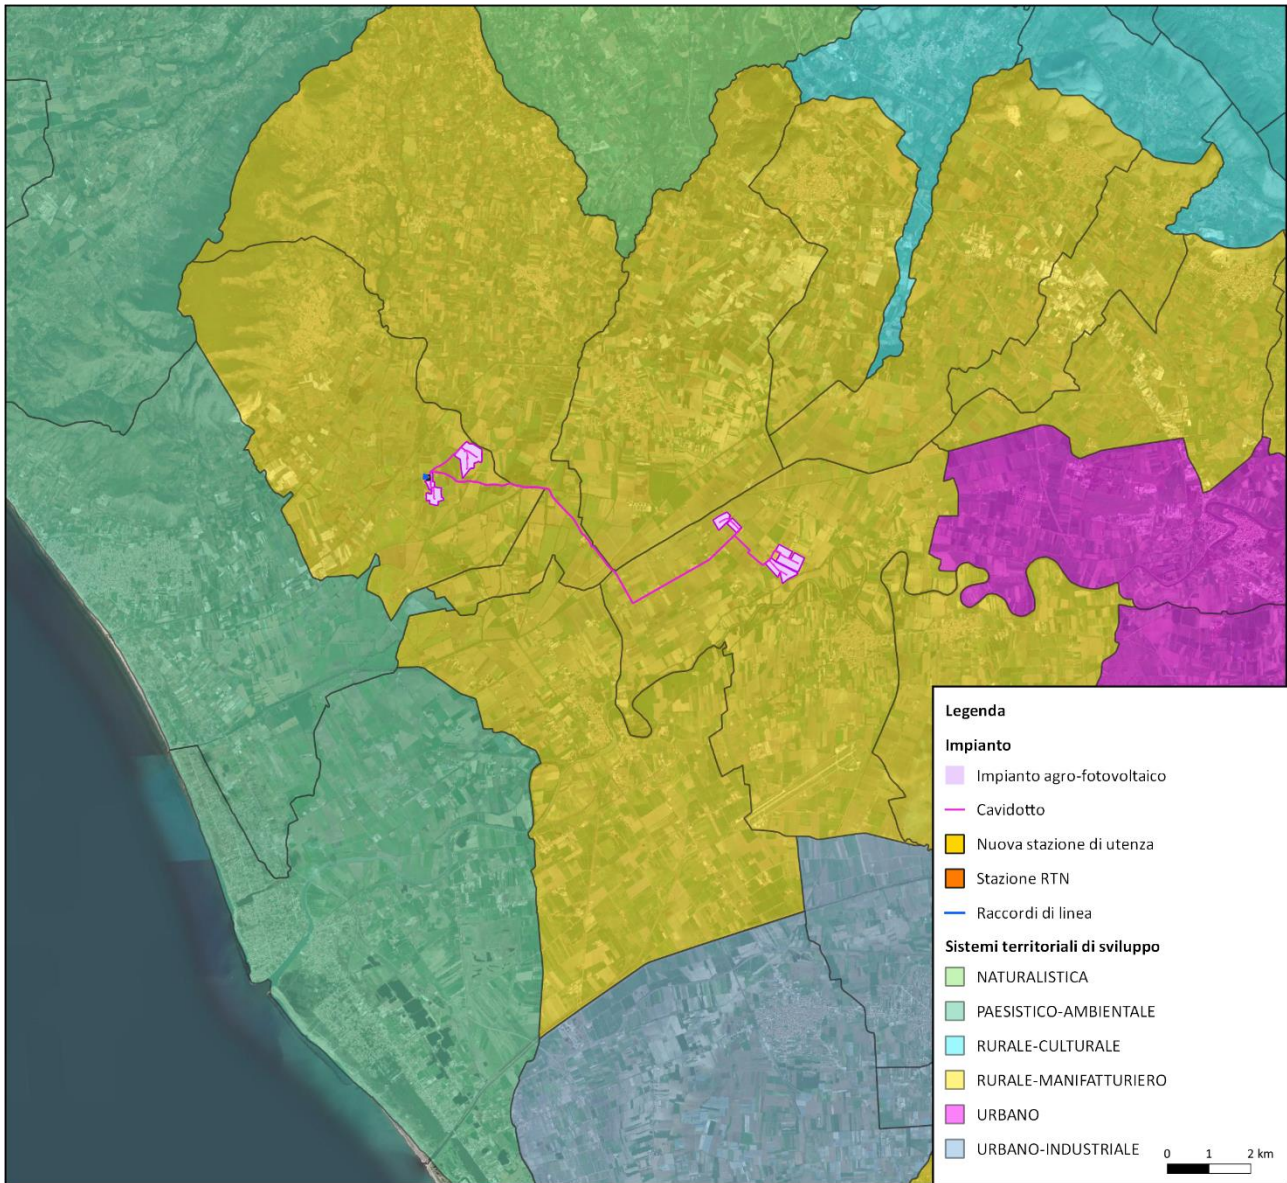 Legenda
Impianto
Impianto agro-fotovoltaico
Cavidotto
Nuova stazione di utenza
Stazione RTN
Raccordi di linea
Sistemi territoriali di sviluppo
NATURALISTICA
PAESISTICO-AMBIENTALE
RURALE-CULTURALE
RURALE-MANIFATTURIERO
URBANO
URBANO-INDUSTRIALE
0 1 2 km